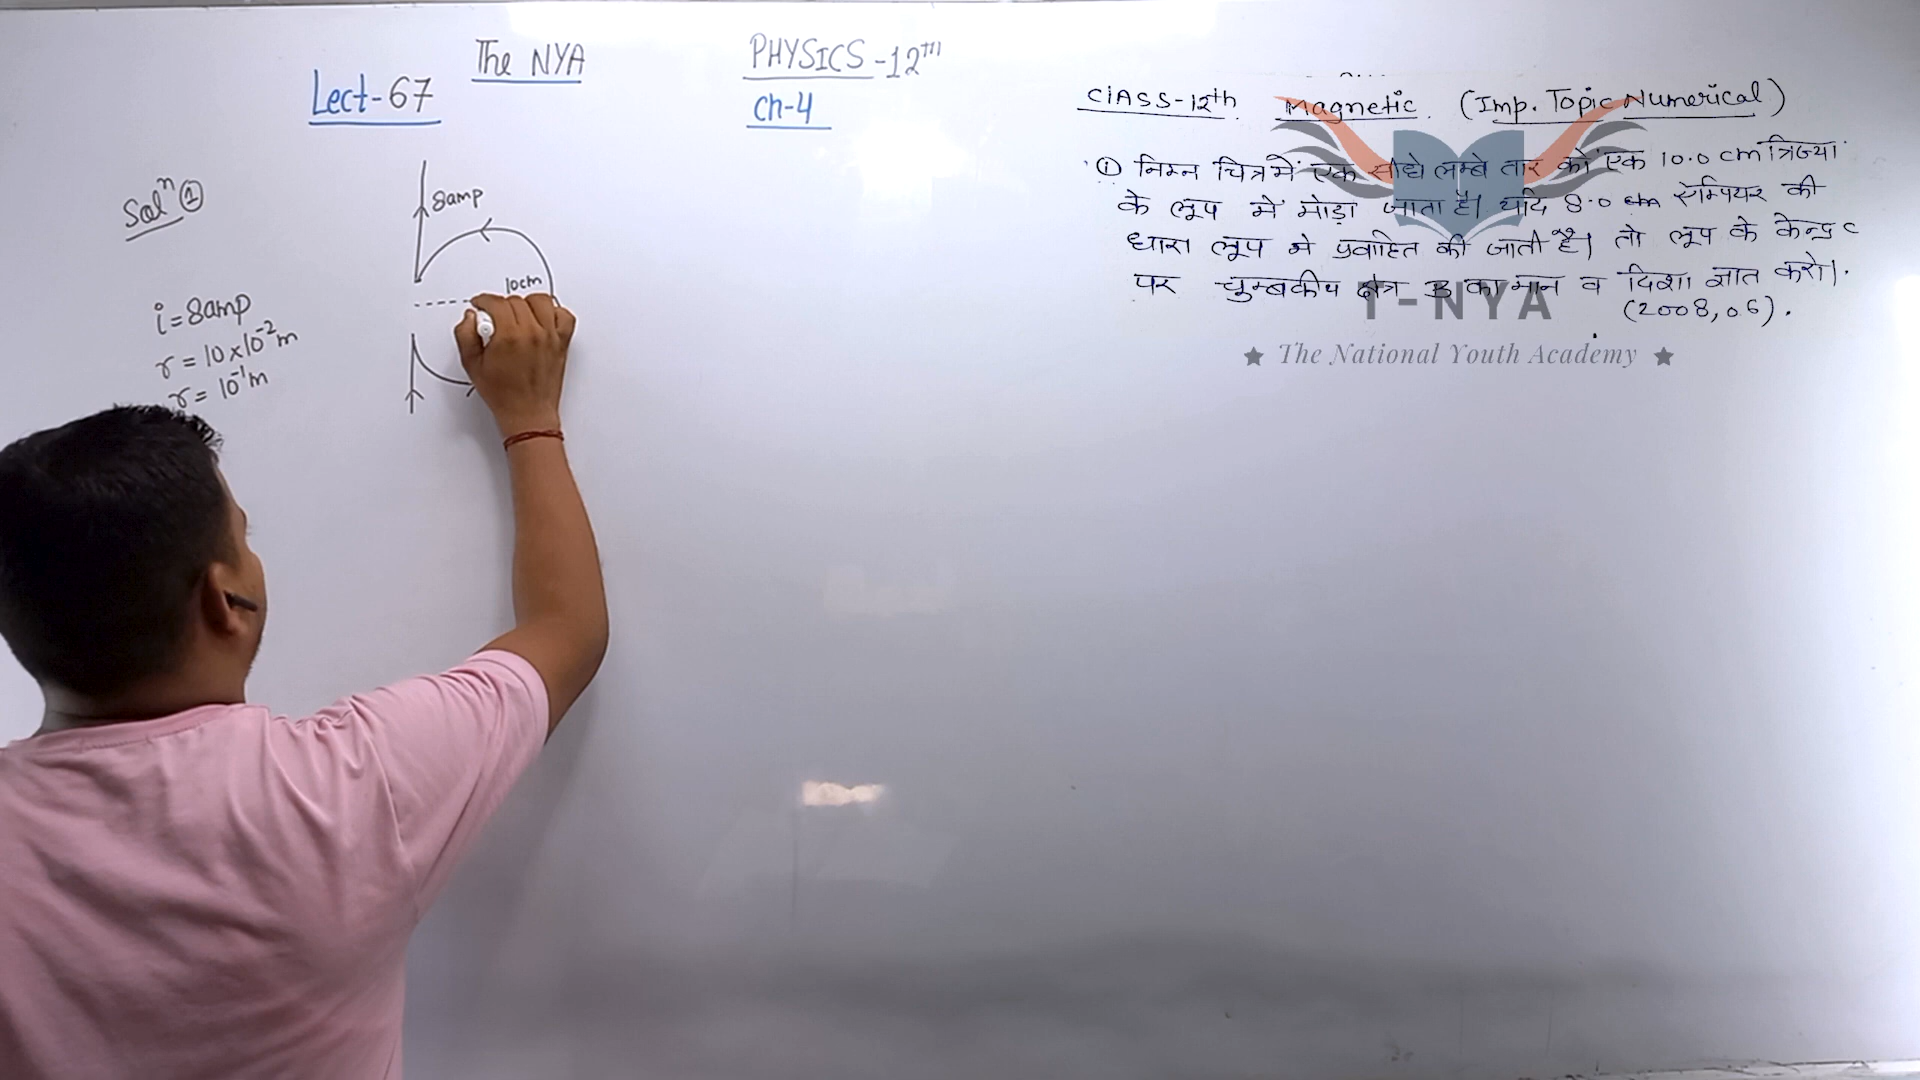 The NYA
PHYSICS-12TH
Lect-67
Ch-4
Solⁿ ①
8amp
10cm
i = 8amp
r = 10×10⁻² m
r = 10⁻¹ m
CLASS-12th. Magnetic. (Imp. Topic Numerical)
① निम्न चित्र में एक सीधे लम्बे तार को एक 10.0 cm त्रिज्या
के लूप में मोड़ा जाता है। यदि 8.0 ऐम्पियर की
धारा लूप मे प्रवाहित की जाती है। तो लूप के केन्द्र C
पर चुम्बकीय क्षेत्र B का मान व दिशा ज्ञात करो।
(2008,06).
T-NYA
★ The National Youth Academy ★